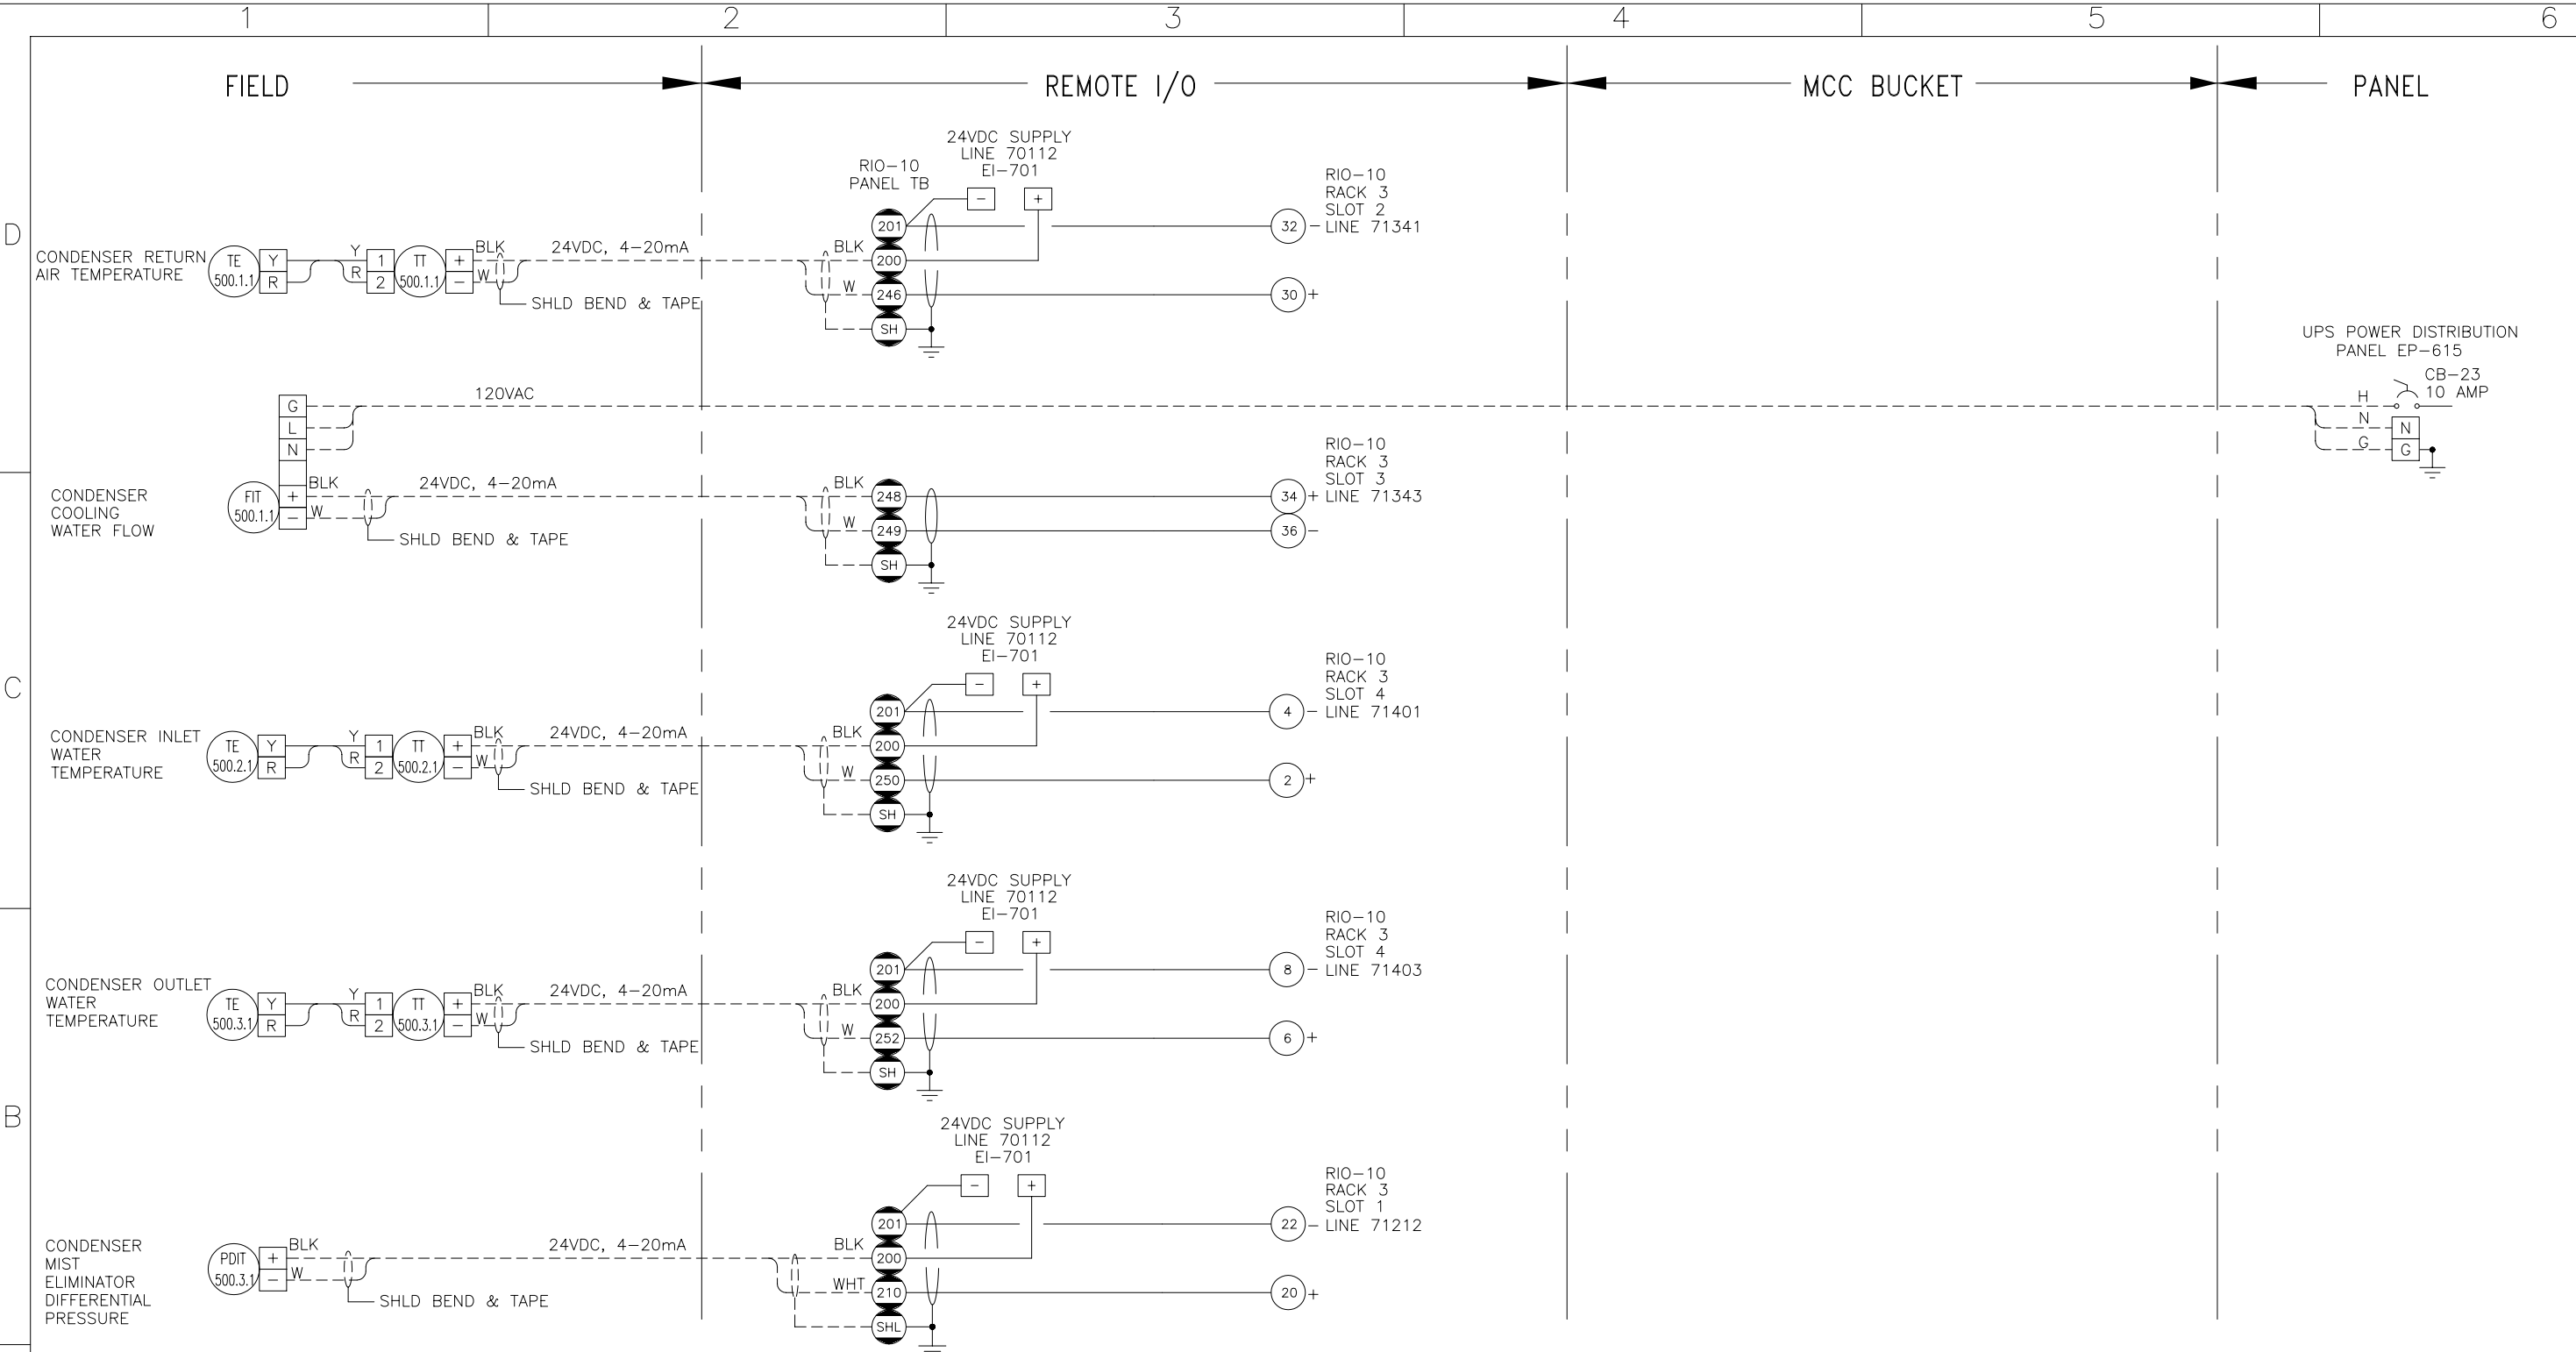 1 2 3 4 5 6
FIELD REMOTE I/O MCC BUCKET PANEL
D
CONDENSER RETURN
AIR TEMPERATURE
TE
500.1.1
Y
R
Y
R
1
2
TT
500.1.1
+
-
BLK
W
24VDC, 4-20mA
SHLD BEND & TAPE
RIO-10
PANEL TB
24VDC SUPPLY
LINE 70112
EI-701
-
+
BLK
W
201
200
246
SH
32 -
30 +
RIO-10
RACK 3
SLOT 2
LINE 71341
120VAC
G
L
N
UPS POWER DISTRIBUTION
PANEL EP-615
CB-23
10 AMP
H
N
G
N
G
C
CONDENSER
COOLING
WATER FLOW
FIT
500.1.1
+
-
BLK
W
24VDC, 4-20mA
SHLD BEND & TAPE
BLK
W
248
249
SH
34 +
36 -
RIO-10
RACK 3
SLOT 3
LINE 71343
CONDENSER INLET
WATER
TEMPERATURE
TE
500.2.1
Y
R
Y
R
1
2
TT
500.2.1
+
-
BLK
W
24VDC, 4-20mA
SHLD BEND & TAPE
24VDC SUPPLY
LINE 70112
EI-701
-
+
BLK
W
201
200
250
SH
4 -
2 +
RIO-10
RACK 3
SLOT 4
LINE 71401
B
CONDENSER OUTLET
WATER
TEMPERATURE
TE
500.3.1
Y
R
Y
R
1
2
TT
500.3.1
+
-
BLK
W
24VDC, 4-20mA
SHLD BEND & TAPE
24VDC SUPPLY
LINE 70112
EI-701
-
+
BLK
W
201
200
252
SH
8 -
6 +
RIO-10
RACK 3
SLOT 4
LINE 71403
CONDENSER
MIST
ELIMINATOR
DIFFERENTIAL
PRESSURE
PDIT
500.3.1
+
-
BLK
W
24VDC, 4-20mA
SHLD BEND & TAPE
24VDC SUPPLY
LINE 70112
EI-701
-
+
BLK
WHT
201
200
210
SHL
22 -
20 +
RIO-10
RACK 3
SLOT 1
LINE 71212